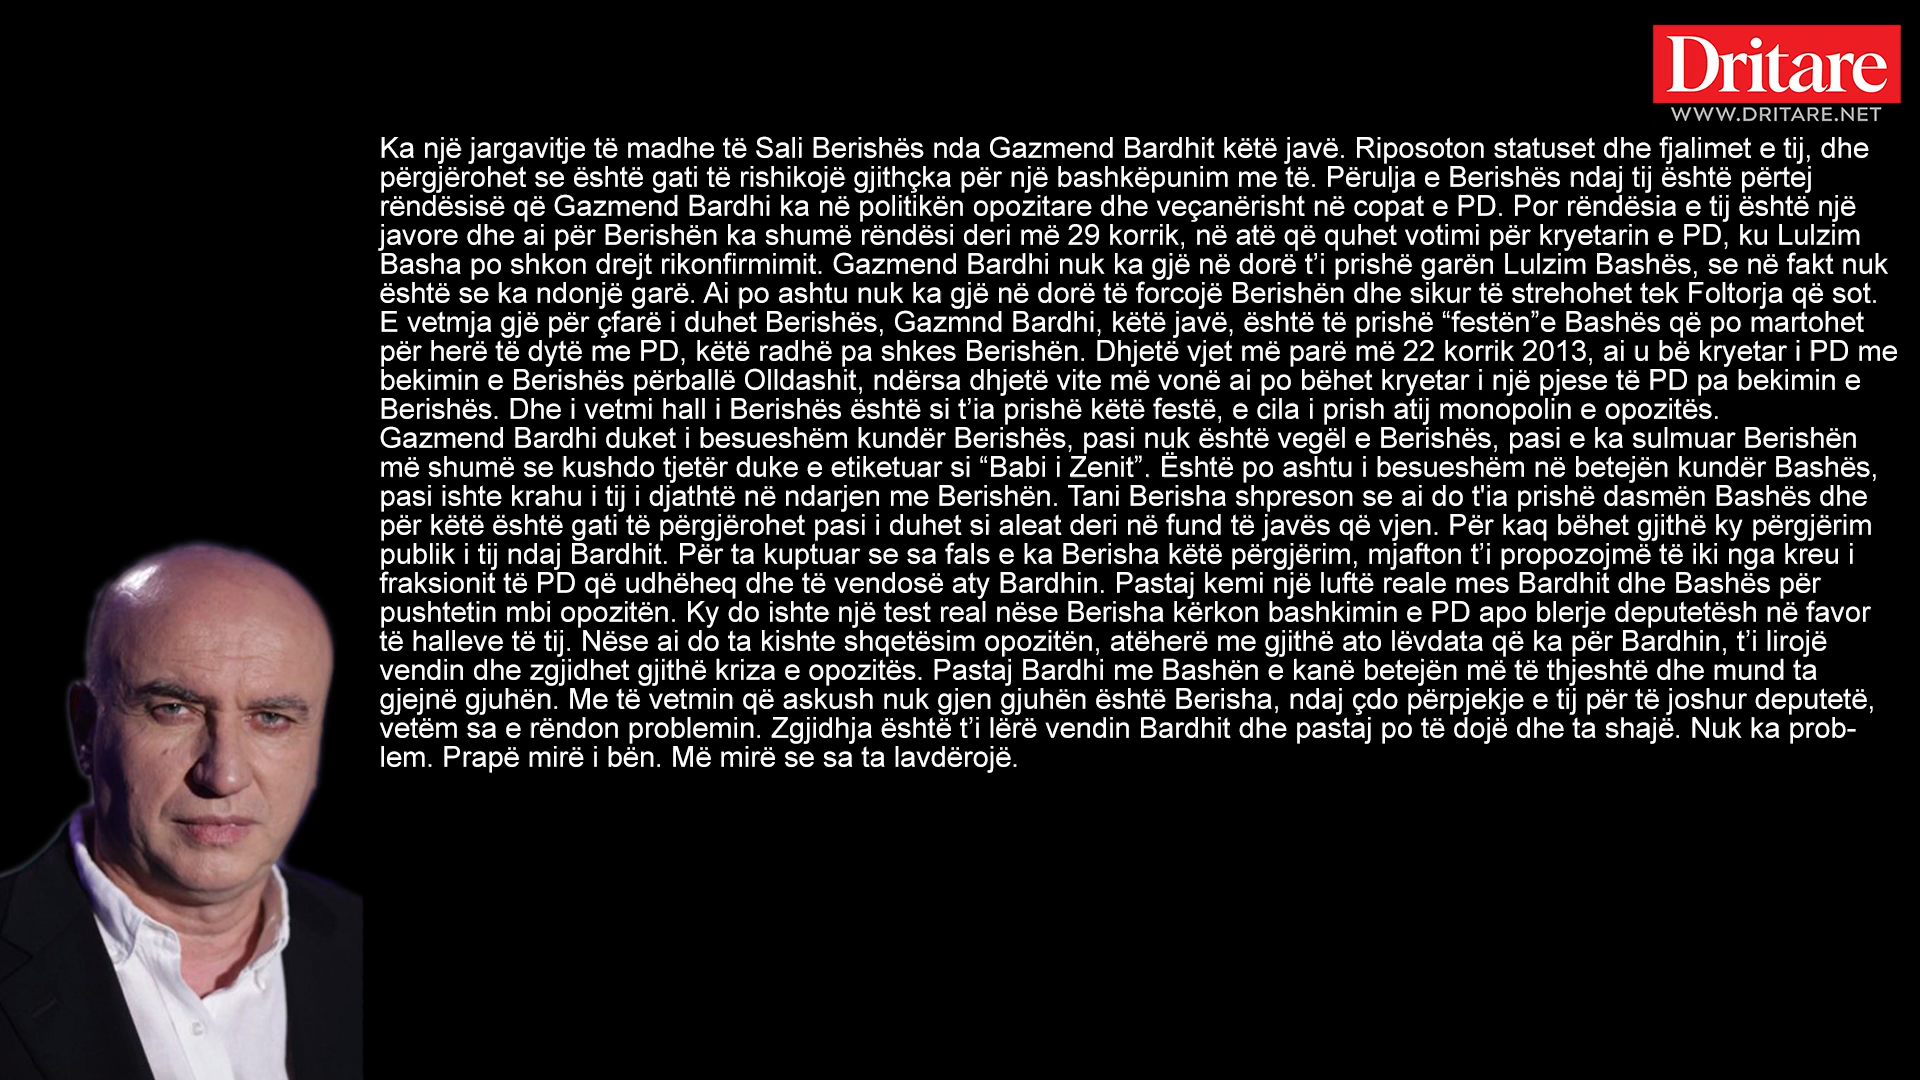 Dritare
WWW.DRITARE.NET
Ka një jargavitje të madhe të Sali Berishës nda Gazmend Bardhit këtë javë. Riposoton statuset dhe fjalimet e tij, dhe
përgjërohet se është gati të rishikojë gjithçka për një bashkëpunim me të. Përulja e Berishës ndaj tij është përtej
rëndësisë që Gazmend Bardhi ka në politikën opozitare dhe veçanërisht në copat e PD. Por rëndësia e tij është një
javore dhe ai për Berishën ka shumë rëndësi deri më 29 korrik, në atë që quhet votimi për kryetarin e PD, ku Lulzim
Basha po shkon drejt rikonfirmimit. Gazmend Bardhi nuk ka gjë në dorë t’i prishë garën Lulzim Bashës, se në fakt nuk
është se ka ndonjë garë. Ai po ashtu nuk ka gjë në dorë të forcojë Berishën dhe sikur të strehohet tek Foltorja që sot.
E vetmja gjë për çfarë i duhet Berishës, Gazmnd Bardhi, këtë javë, është të prishë “festën”e Bashës që po martohet
për herë të dytë me PD, këtë radhë pa shkes Berishën. Dhjetë vjet më parë më 22 korrik 2013, ai u bë kryetar i PD me
bekimin e Berishës përballë Olldashit, ndërsa dhjetë vite më vonë ai po bëhet kryetar i një pjese të PD pa bekimin e
Berishës. Dhe i vetmi hall i Berishës është si t’ia prishë këtë festë, e cila i prish atij monopolin e opozitës.
Gazmend Bardhi duket i besueshëm kundër Berishës, pasi nuk është vegël e Berishës, pasi e ka sulmuar Berishën
më shumë se kushdo tjetër duke e etiketuar si “Babi i Zenit”. Është po ashtu i besueshëm në betejën kundër Bashës,
pasi ishte krahu i tij i djathtë në ndarjen me Berishën. Tani Berisha shpreson se ai do t'ia prishë dasmën Bashës dhe
për këtë është gati të përgjërohet pasi i duhet si aleat deri në fund të javës që vjen. Për kaq bëhet gjithë ky përgjërim
publik i tij ndaj Bardhit. Për ta kuptuar se sa fals e ka Berisha këtë përgjërim, mjafton t’i propozojmë të iki nga kreu i
fraksionit të PD që udhëheq dhe të vendosë aty Bardhin. Pastaj kemi një luftë reale mes Bardhit dhe Bashës për
pushtetin mbi opozitën. Ky do ishte një test real nëse Berisha kërkon bashkimin e PD apo blerje deputetësh në favor
të halleve të tij. Nëse ai do ta kishte shqetësim opozitën, atëherë me gjithë ato lëvdata që ka për Bardhin, t’i lirojë
vendin dhe zgjidhet gjithë kriza e opozitës. Pastaj Bardhi me Bashën e kanë betejën më të thjeshtë dhe mund ta
gjejnë gjuhën. Me të vetmin që askush nuk gjen gjuhën është Berisha, ndaj çdo përpjekje e tij për të joshur deputetë,
vetëm sa e rëndon problemin. Zgjidhja është t’i lërë vendin Bardhit dhe pastaj po të dojë dhe ta shajë. Nuk ka prob-
lem. Prapë mirë i bën. Më mirë se sa ta lavdërojë.